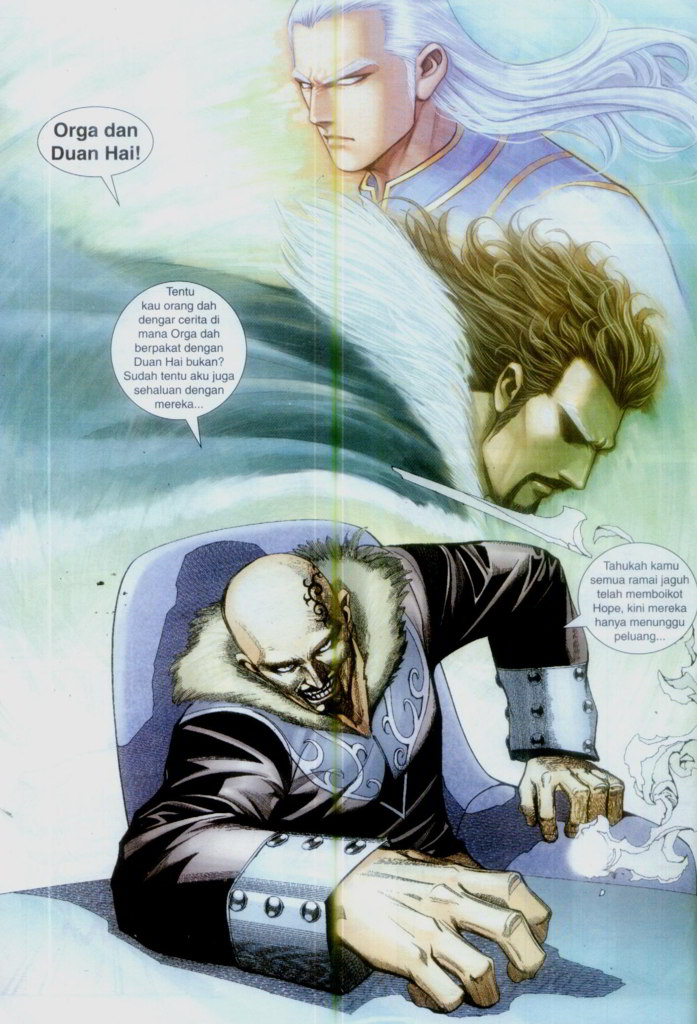 Orga dan
Duan Hai!
Tentu
kau orang dah
dengar cerita di
mana Orga dah
berpakat dengan
Duan Hai bukan?
Sudah tentu aku juga
sehaluan dengan
mereka...
Tahukah kamu
semua ramai jaguh
telah memboikot
Hope, kini mereka
hanya menunggu
peluang...